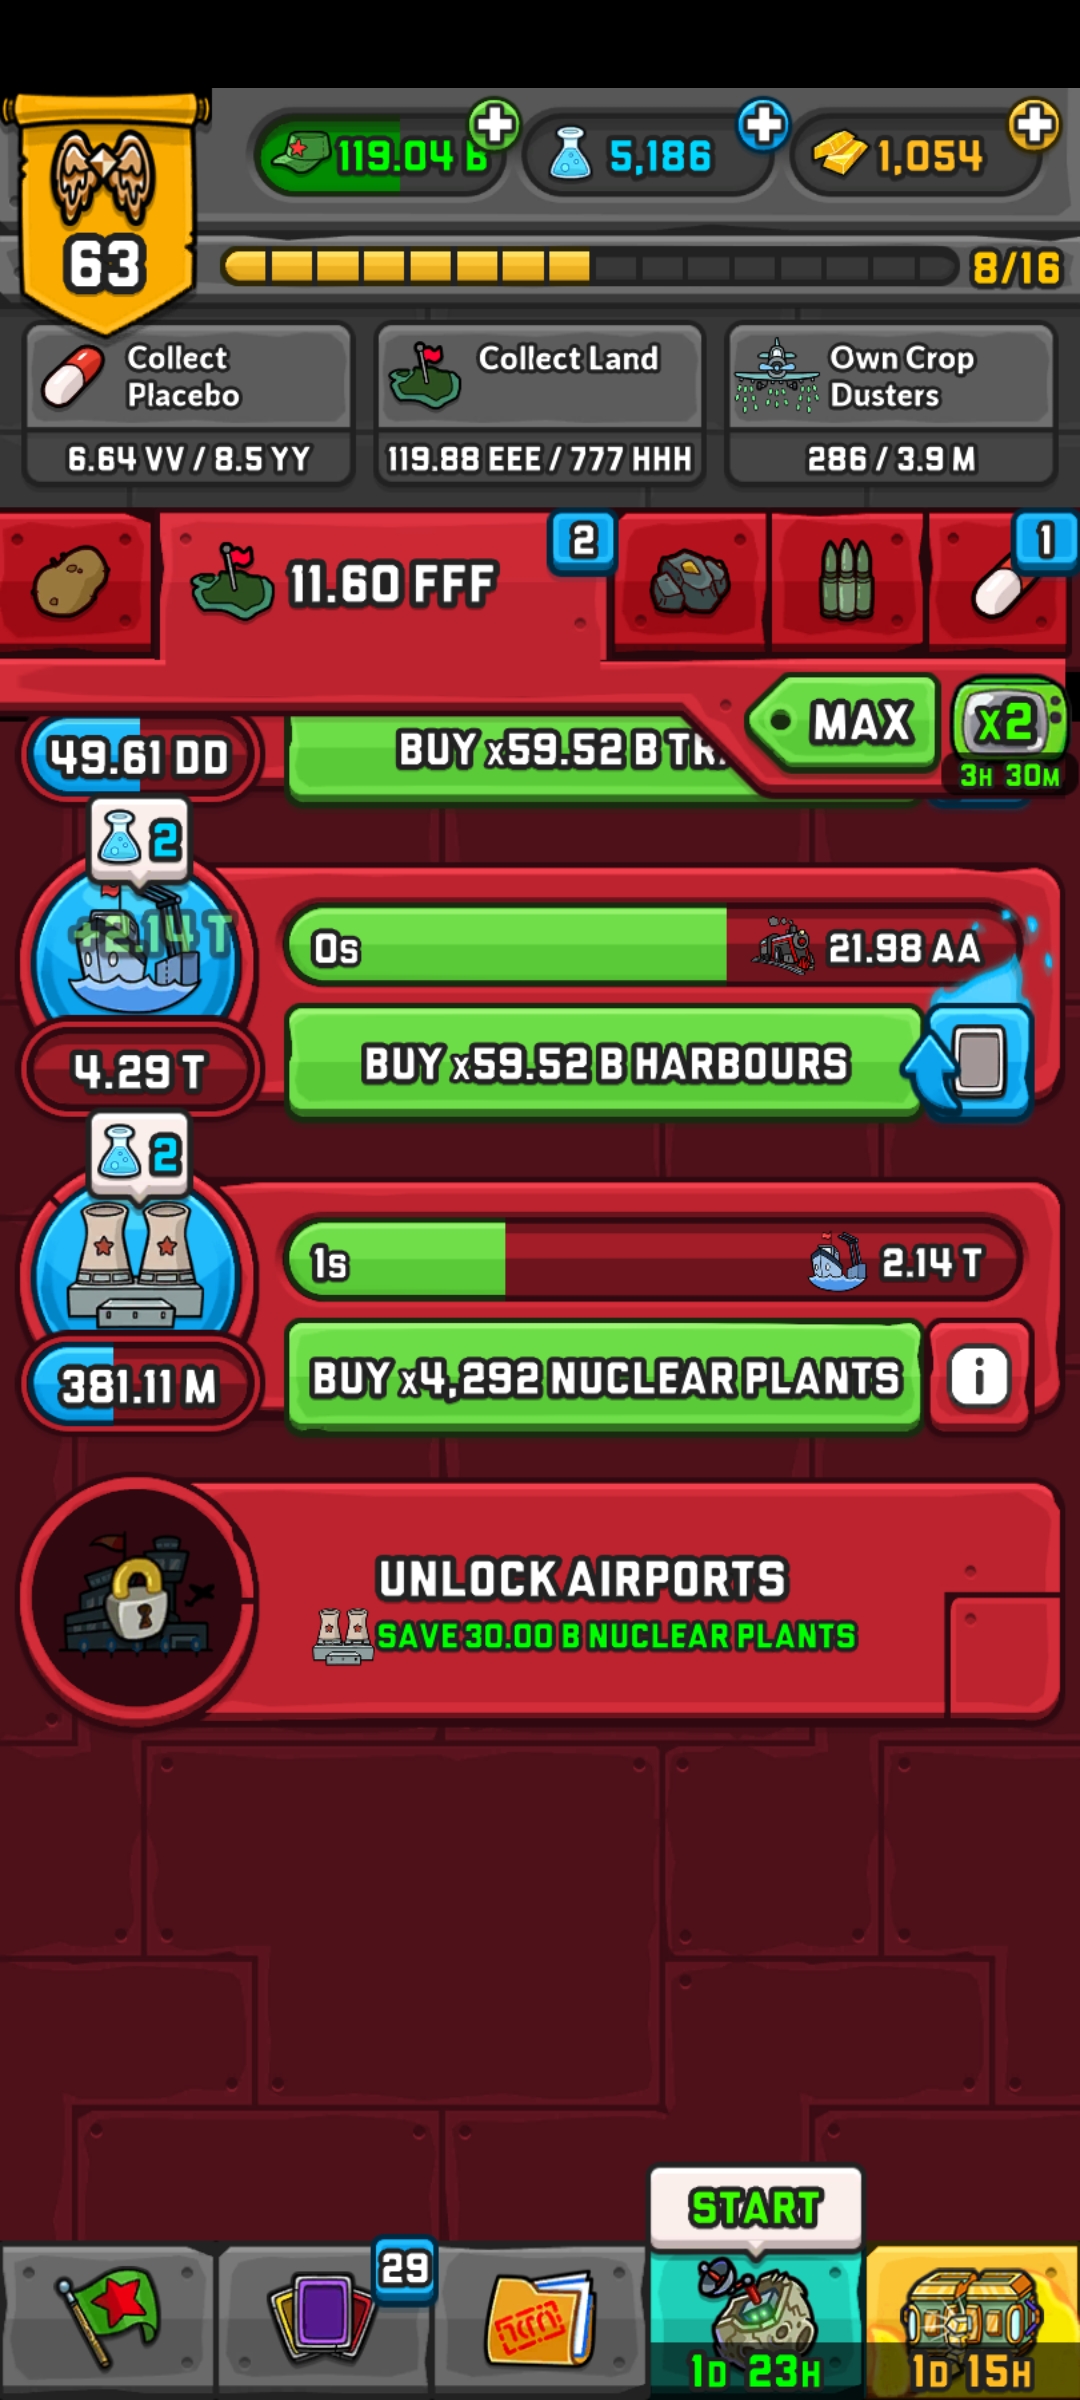 119.04 B
5,186
1,054
63
8/16
Collect
Placebo
6.64 VV / 8.5 YY
Collect Land
119.88 EEE / 777 HHH
Own Crop
Dusters
286 / 3.9 M
11.60 FFF
2
1
MAX
x2
3H 30M
49.61 DD
BUY x59.52 B TR
2
+2.14 T
0s
21.98 AA
4.29 T
BUY x59.52 B HARBOURS
2
1s
2.14 T
381.11 M
BUY x4,292 NUCLEAR PLANTS
i
UNLOCK AIRPORTS
SAVE 30.00 B NUCLEAR PLANTS
START
29
1D 23H
1D 15H